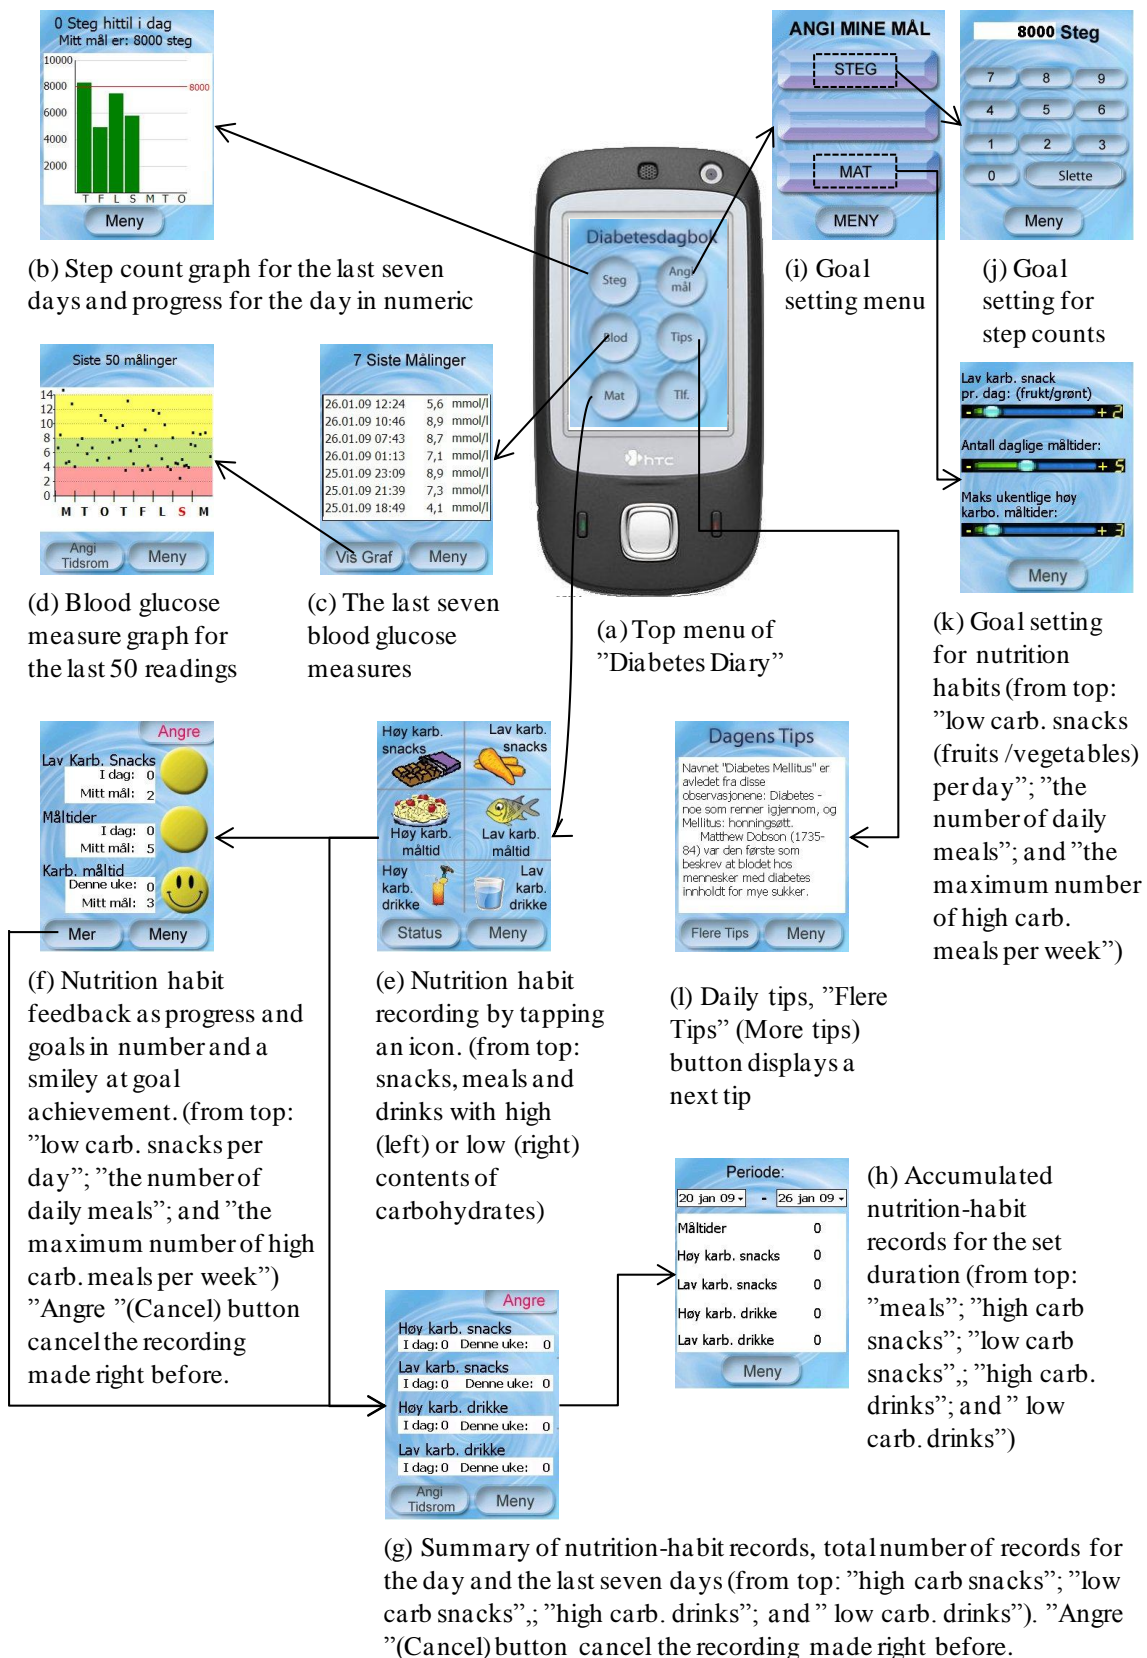 0 Steg hittil i dag
Mitt mål er: 8000 steg
10000
8000
8000
6000
4000
2000
T F L S M T O
Meny
(b) Step count graph for the last seven
days and progress for the day in numeric
ANGI MINE MÅL
STEG
MAT
MENY
(i) Goal
setting menu
8000 Steg
7 8 9
4 5 6
1 2 3
0 Slette
Meny
(j) Goal
setting for
step counts
Diabetesdagbok
Steg
Angi
mål
Blod
Tips
Mat
Tlf.
hTC
(a) Top menu of
”Diabetes Diary”
Siste 50 målinger
14
12
10
8
6
4
2
0
M T O T F L S M
Angi
Tidsrom
Meny
(d) Blood glucose
measure graph for
the last 50 readings
7 Siste Målinger
26.01.09 12:24 5,6 mmol/l
26.01.09 10:46 8,9 mmol/l
26.01.09 07:43 8,7 mmol/l
26.01.09 01:13 7,1 mmol/l
25.01.09 23:09 8,9 mmol/l
25.01.09 21:39 7,3 mmol/l
25.01.09 18:49 4,1 mmol/l
Vis Graf
Meny
(c) The last seven
blood glucose
measures
Lav karb. snack
pr. dag: (frukt/grønt)
- + 2
Antall daglige måltider:
- + 5
Maks ukentlige høy
karbo. måltider:
- + 3
Meny
(k) Goal setting
for nutrition
habits (from top:
”low carb. snacks
(fruits /vegetables)
per day”; ”the
number of daily
meals”; and ”the
maximum number
of high carb.
meals per week”)
Angre
Lav Karb. Snacks
I dag: 0
Mitt mål: 2
Måltider
I dag: 0
Mitt mål: 5
Karb. måltid
Denne uke: 0
Mitt mål: 3
Mer
Meny
(f) Nutrition habit
feedback as progress and
goals in number and a
smiley at goal
achievement. (from top:
”low carb. snacks per
day”; ”the number of
daily meals”; and ”the
maximum number of high
carb. meals per week”)
”Angre ”(Cancel) button
cancel the recording
made right before.
Høy karb.
snacks
Lav karb.
snacks
Høy karb.
måltid
Lav karb.
måltid
Høy
karb.
drikke
Lav
karb.
drikke
Status
Meny
(e) Nutrition habit
recording by tapping
an icon. (from top:
snacks, meals and
drinks with high
(left) or low (right)
contents of
carbohydrates)
Dagens Tips
Navnet "Diabetes Mellitus" er
avledet fra disse
observasjonene: Diabetes -
noe som renner igjennom, og
Mellitus: honningsøtt.
Matthew Dobson (1735-
84) var den første som
beskrev at blodet hos
mennesker med diabetes
innholdt for mye sukker.
Flere Tips
Meny
(l) Daily tips, ”Flere
Tips” (More tips)
button displays a
next tip
Periode:
20 jan 09 - 26 jan 09
Måltider 0
Høy karb. snacks 0
Lav karb. snacks 0
Høy karb. drikke 0
Lav karb. drikke 0
Meny
(h) Accumulated
nutrition-habit
records for the set
duration (from top:
”meals”; ”high carb
snacks”; ”low carb
snacks”,; ”high carb.
drinks”; and ” low
carb. drinks”)
Angre
Høy karb. snacks
I dag: 0 Denne uke: 0
Lav karb. snacks
I dag: 0 Denne uke: 0
Høy karb. drikke
I dag: 0 Denne uke: 0
Lav karb. drikke
I dag: 0 Denne uke: 0
Angi
Tidsrom
Meny
(g) Summary of nutrition-habit records, total number of records for
the day and the last seven days (from top: ”high carb snacks”; ”low
carb snacks”,; ”high carb. drinks”; and ” low carb. drinks”). ”Angre
”(Cancel) button cancel the recording made right before.